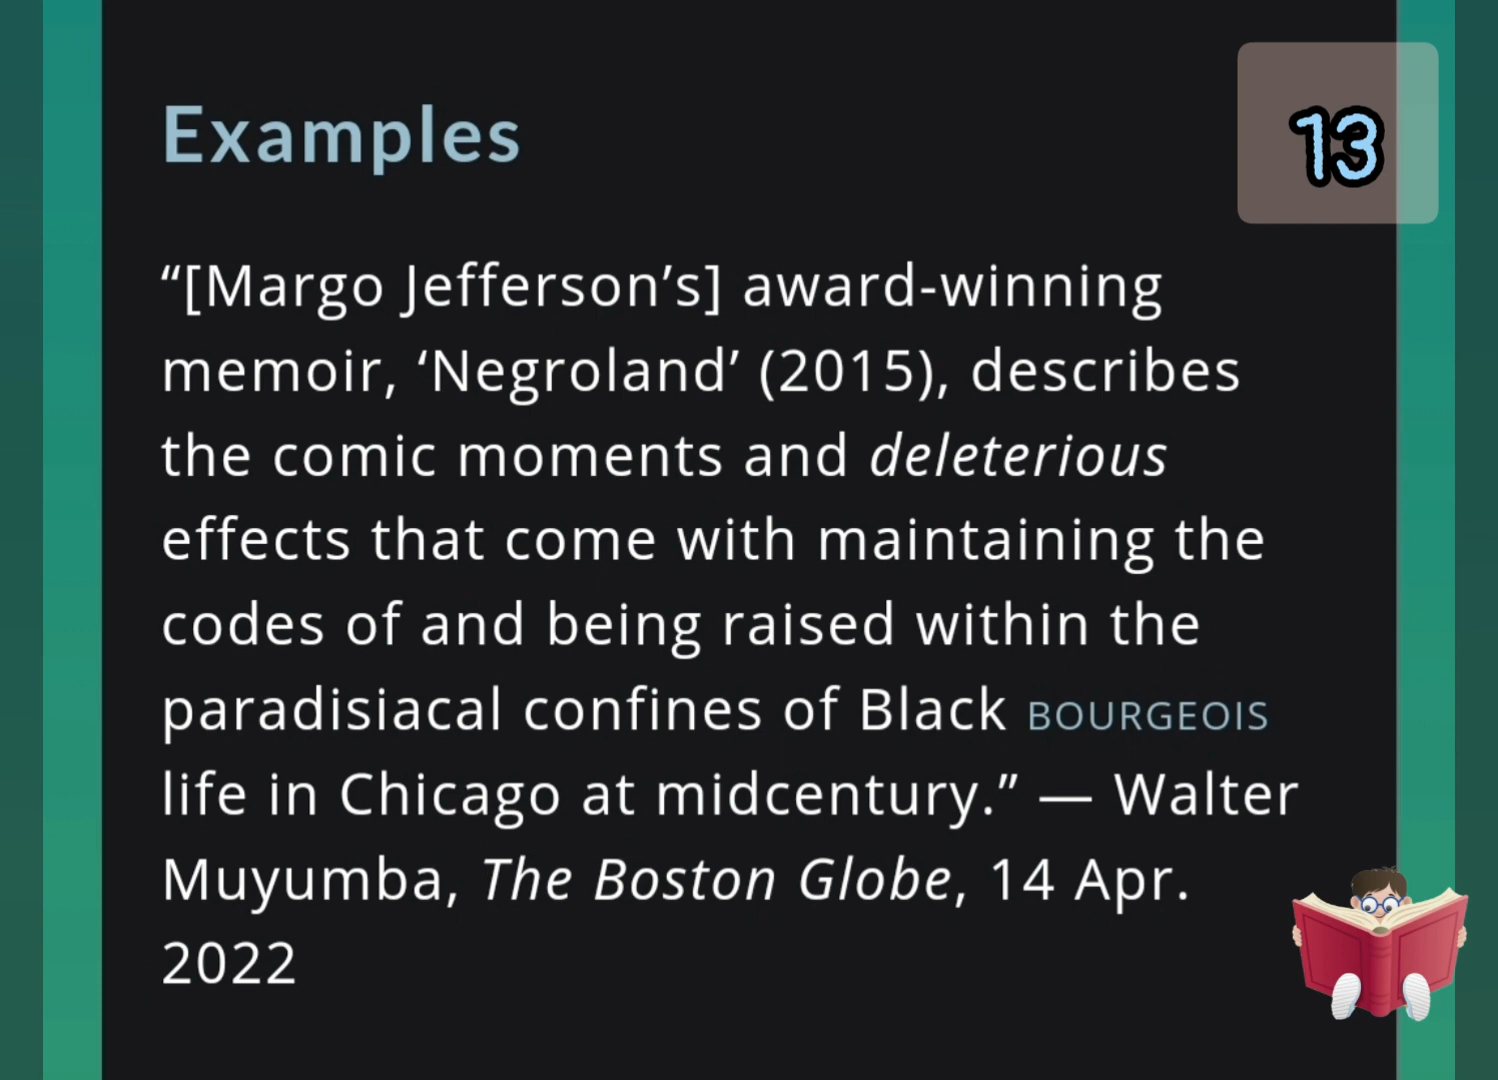 Examples
13
“[Margo Jefferson’s] award-winning
memoir, ‘Negroland’ (2015), describes
the comic moments and deleterious
effects that come with maintaining the
codes of and being raised within the
paradisiacal confines of Black BOURGEOIS
life in Chicago at midcentury.” — Walter
Muyumba, The Boston Globe, 14 Apr.
2022